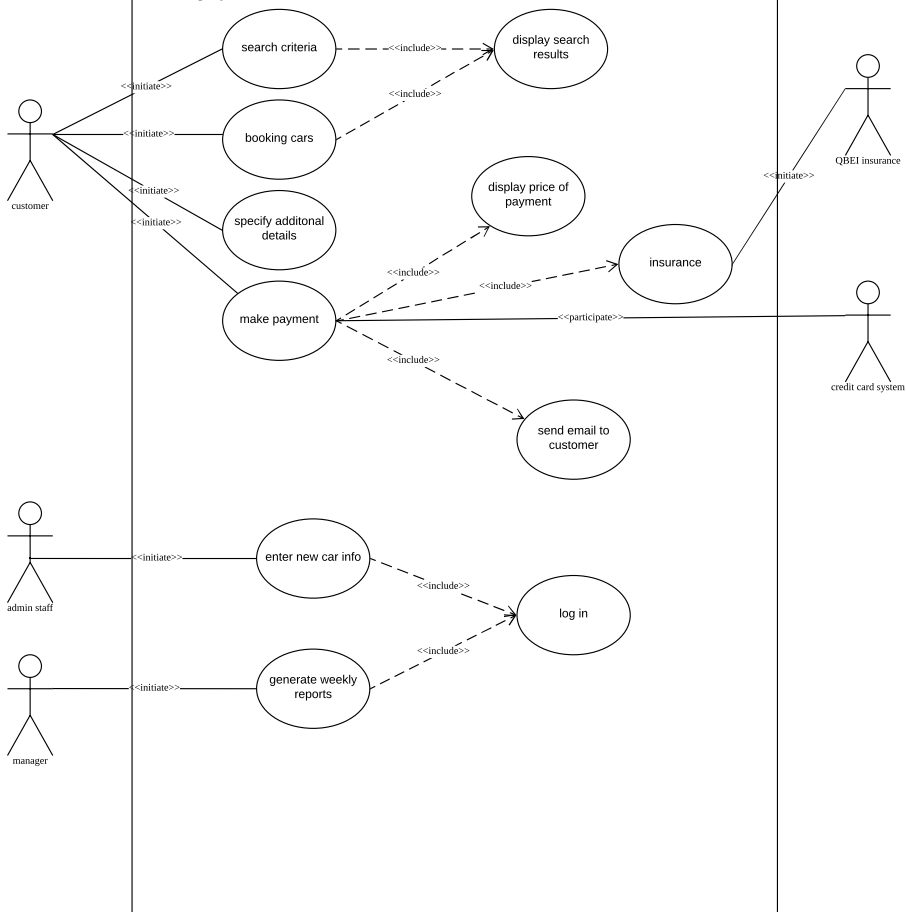 search criteria
<<include>>
display search
results
<<initiate>>
<<include>>
booking cars
<<initiate>>
customer
QBEI insurance
<<initiate>>
<<initiate>>
display price of
payment
specify additonal
details
<<initiate>>
insurance
<<include>>
<<include>>
make payment
<<participate>>
credit card system
<<include>>
send email to
customer
enter new car info
<<initiate>>
<<include>>
admin staff
log in
<<include>>
generate weekly
reports
<<initiate>>
manager